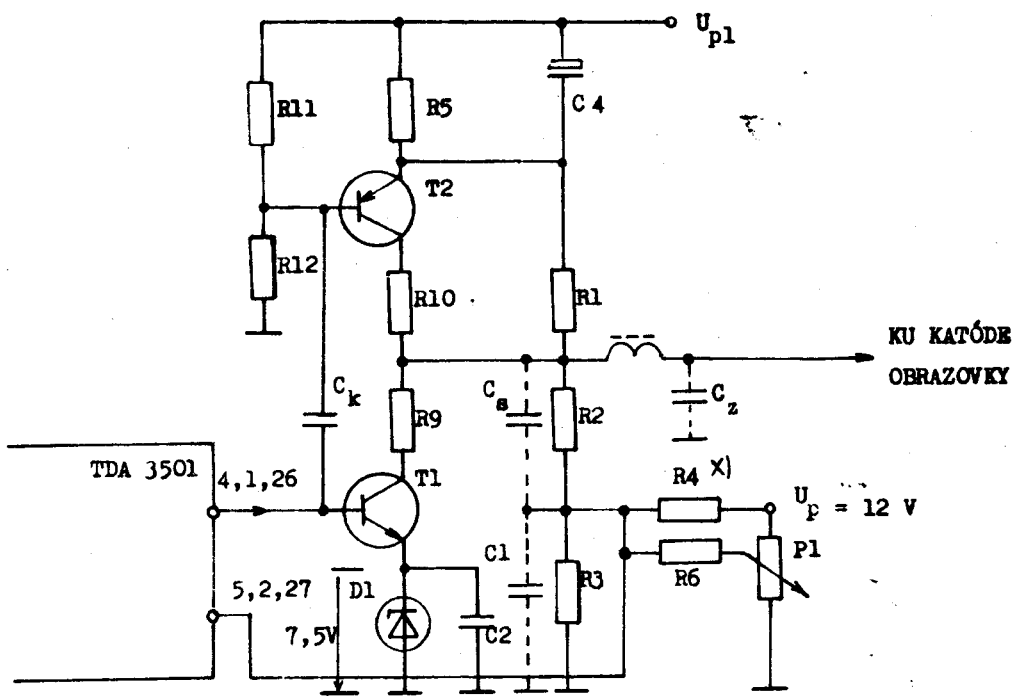 U_p1
R11
R5
C4
T2
R12
R10
R1
KU KATÓDE
OBRAZOVKY
C_k
C_s
C_z
R9
R2
TDA 3501
4,1,26
T1
R4 x)
U_p = 12 V
P1
C1
R6
5,2,27
D1
R3
7,5V
C2